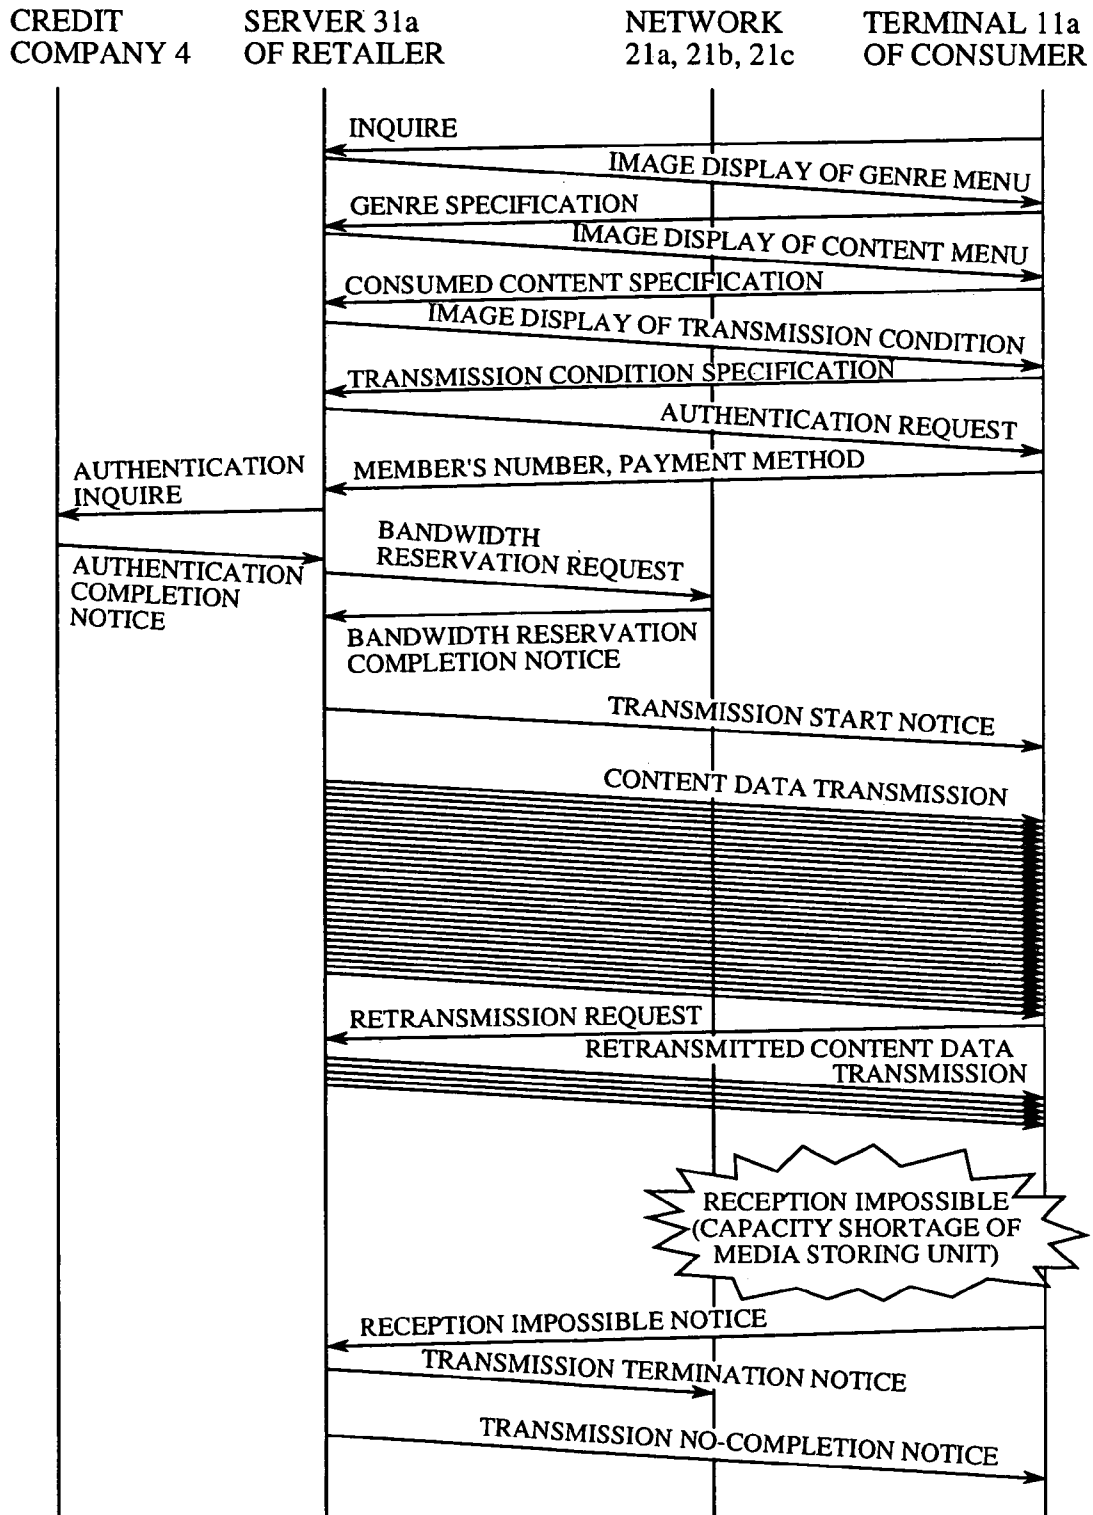 CREDIT
COMPANY 4
SERVER 31a
OF RETAILER
NETWORK
21a, 21b, 21c
TERMINAL 11a
OF CONSUMER
INQUIRE
IMAGE DISPLAY OF GENRE MENU
GENRE SPECIFICATION
IMAGE DISPLAY OF CONTENT MENU
CONSUMED CONTENT SPECIFICATION
IMAGE DISPLAY OF TRANSMISSION CONDITION
TRANSMISSION CONDITION SPECIFICATION
AUTHENTICATION REQUEST
MEMBER'S NUMBER, PAYMENT METHOD
AUTHENTICATION
INQUIRE
BANDWIDTH
RESERVATION REQUEST
AUTHENTICATION
COMPLETION
NOTICE
BANDWIDTH RESERVATION
COMPLETION NOTICE
TRANSMISSION START NOTICE
CONTENT DATA TRANSMISSION
RETRANSMISSION REQUEST
RETRANSMITTED CONTENT DATA
TRANSMISSION
RECEPTION IMPOSSIBLE
(CAPACITY SHORTAGE OF
MEDIA STORING UNIT)
RECEPTION IMPOSSIBLE NOTICE
TRANSMISSION TERMINATION NOTICE
TRANSMISSION NO-COMPLETION NOTICE